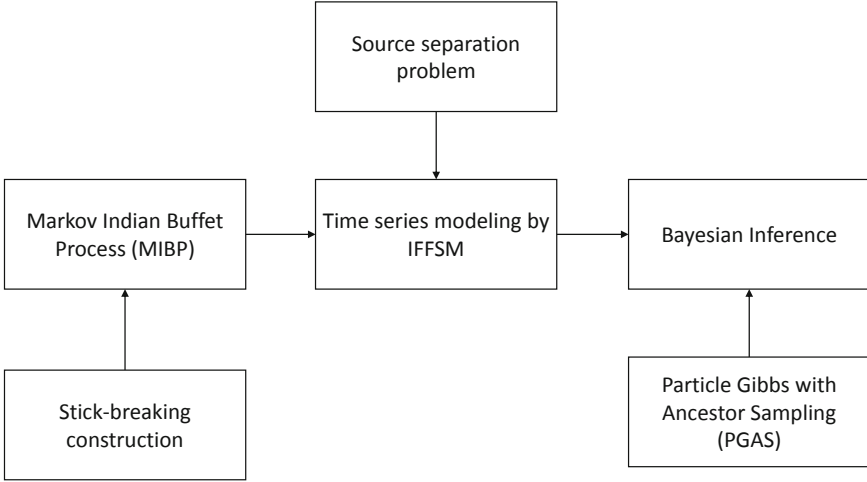 Source separation
problem
Markov Indian Buffet
Process (MIBP)
Time series modeling by
IFFSM
Bayesian Inference
Stick-breaking
construction
Particle Gibbs with
Ancestor Sampling
(PGAS)